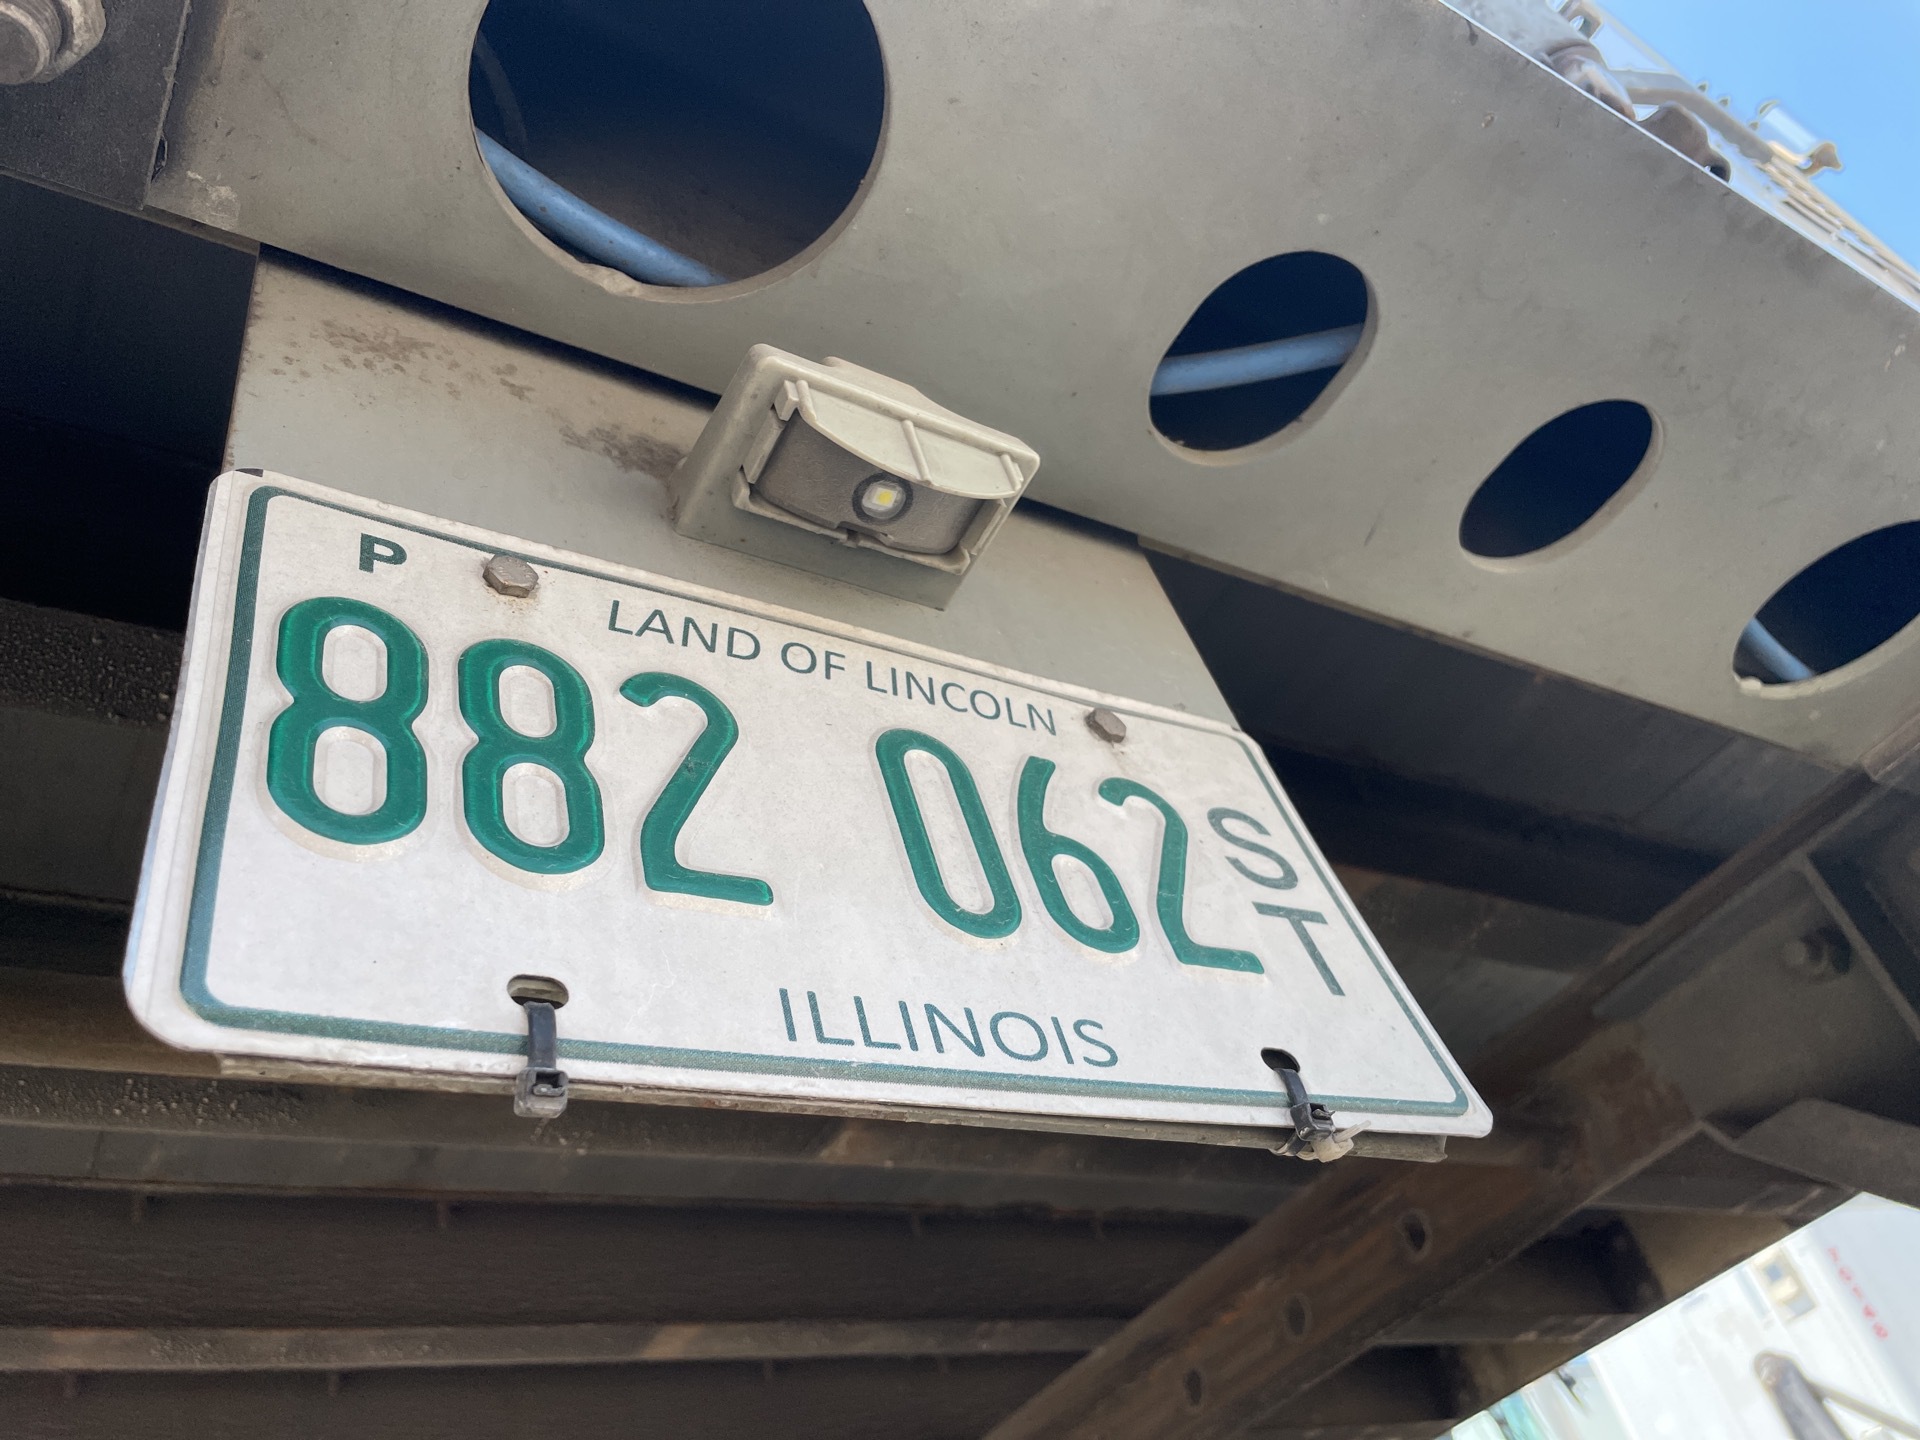 P
LAND OF LINCOLN
882 062 ST
ILLINOIS